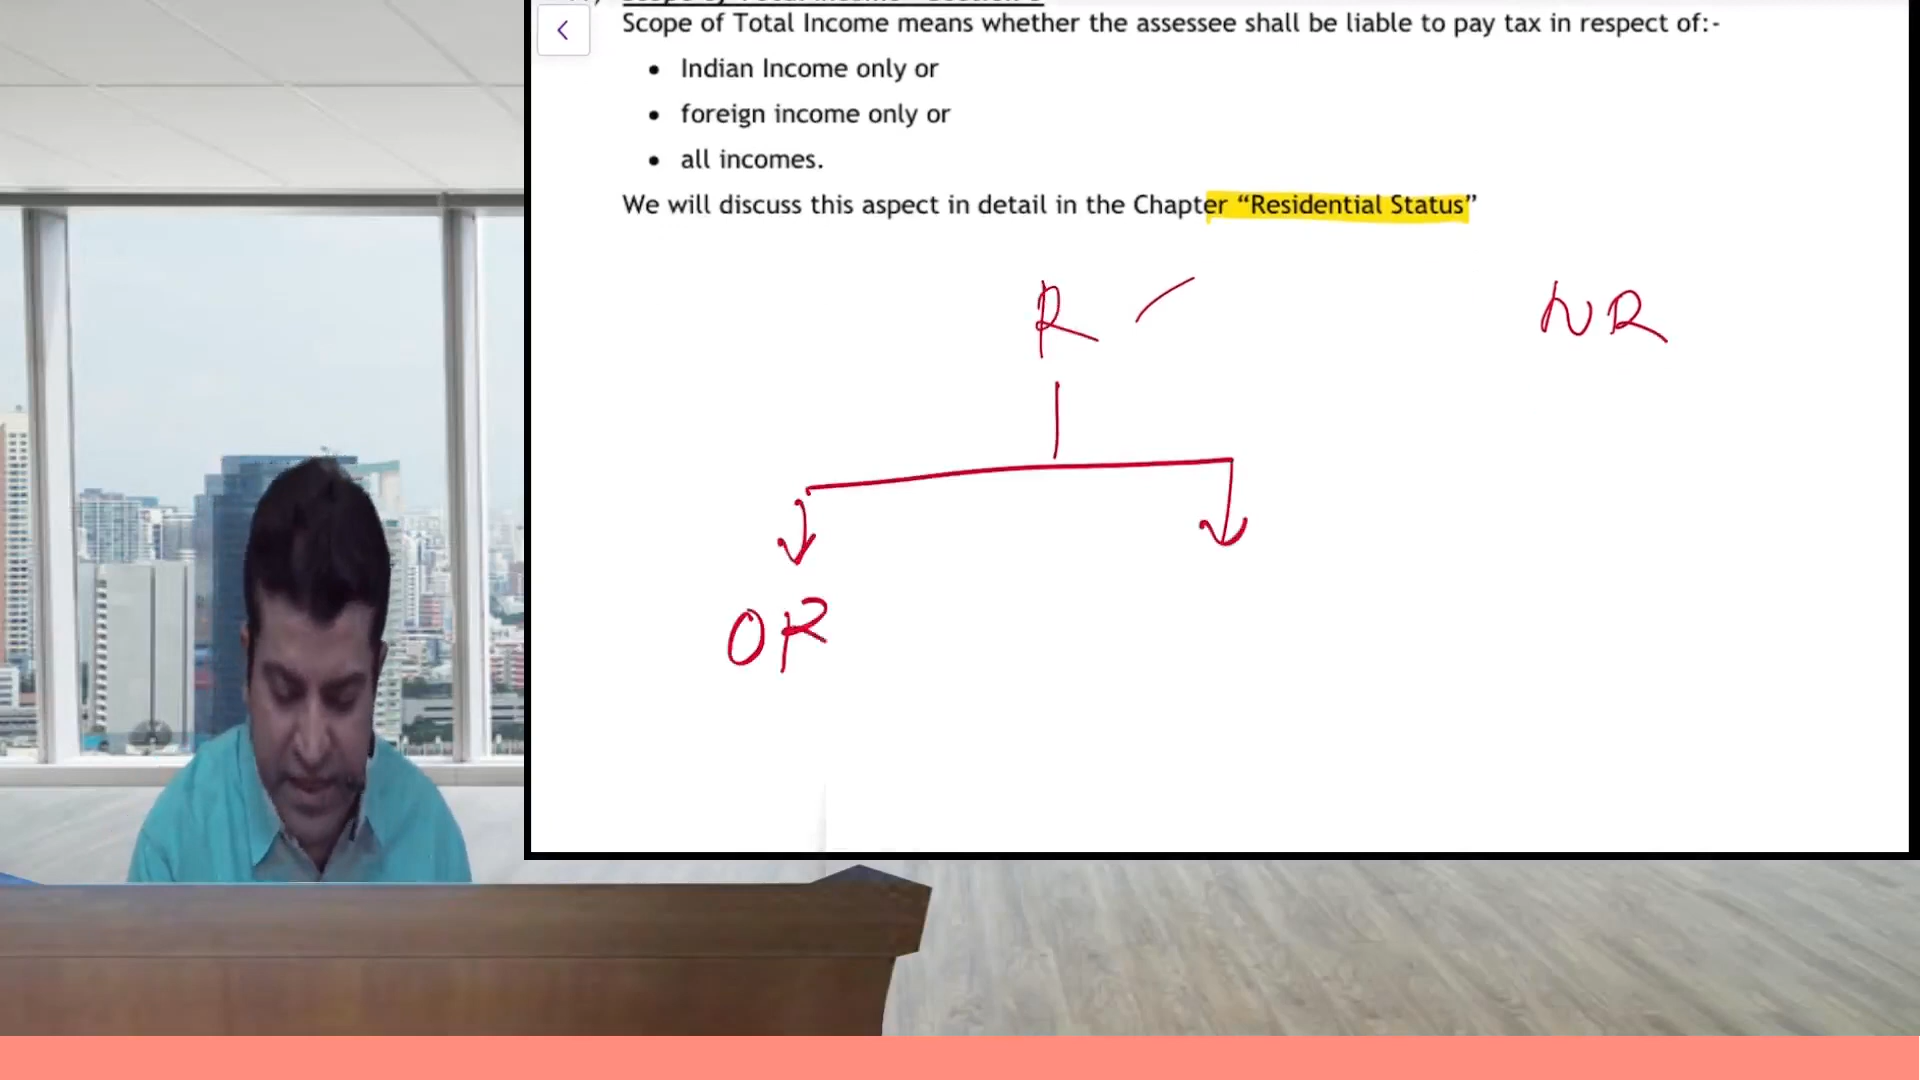 Scope of Total Income means whether the assessee shall be liable to pay tax in respect of:-
• Indian Income only or
• foreign income only or
• all incomes.
We will discuss this aspect in detail in the Chapter “Residential Status”
R NR
OR